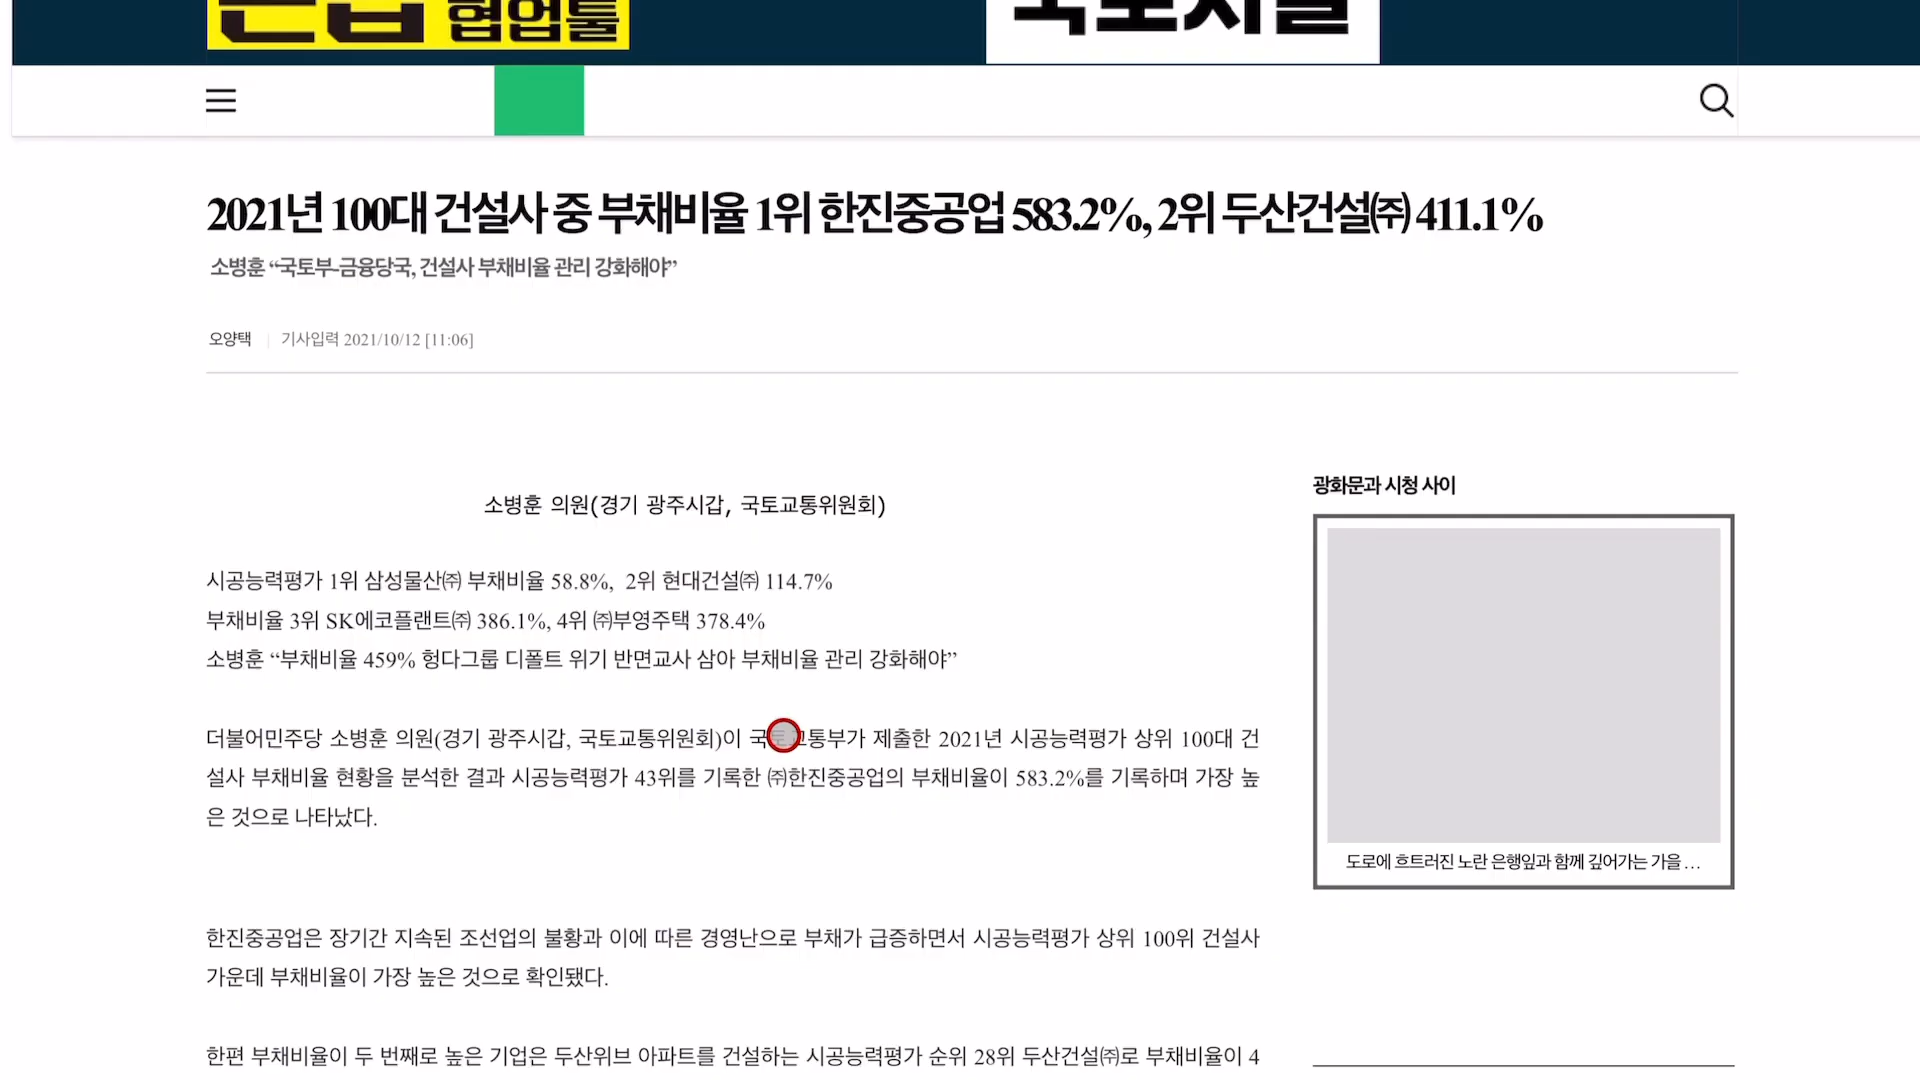 협업툴
2021년 100대 건설사 중 부채비율 1위 한진중공업 583.2%, 2위 두산건설㈜ 411.1%
소병훈 “국토부-금융당국, 건설사 부채비율 관리 강화해야”
오양택 기사입력 2021/10/12 [11:06]
소병훈 의원(경기 광주시갑, 국토교통위원회)
시공능력평가 1위 삼성물산㈜ 부채비율 58.8%, 2위 현대건설㈜ 114.7%
부채비율 3위 SK에코플랜트㈜ 386.1%, 4위 ㈜부영주택 378.4%
소병훈 “부채비율 459% 헝다그룹 디폴트 위기 반면교사 삼아 부채비율 관리 강화해야”
더불어민주당 소병훈 의원(경기 광주시갑, 국토교통위원회)이 국토교통부가 제출한 2021년 시공능력평가 상위 100대 건
설사 부채비율 현황을 분석한 결과 시공능력평가 43위를 기록한 ㈜한진중공업의 부채비율이 583.2%를 기록하며 가장 높
은 것으로 나타났다.
한진중공업은 장기간 지속된 조선업의 불황과 이에 따른 경영난으로 부채가 급증하면서 시공능력평가 상위 100위 건설사
가운데 부채비율이 가장 높은 것으로 확인됐다.
한편 부채비율이 두 번째로 높은 기업은 두산위브 아파트를 건설하는 시공능력평가 순위 28위 두산건설㈜로 부채비율이 4
광화문과 시청 사이
도로에 흐트러진 노란 은행잎과 함께 깊어가는 가을 …